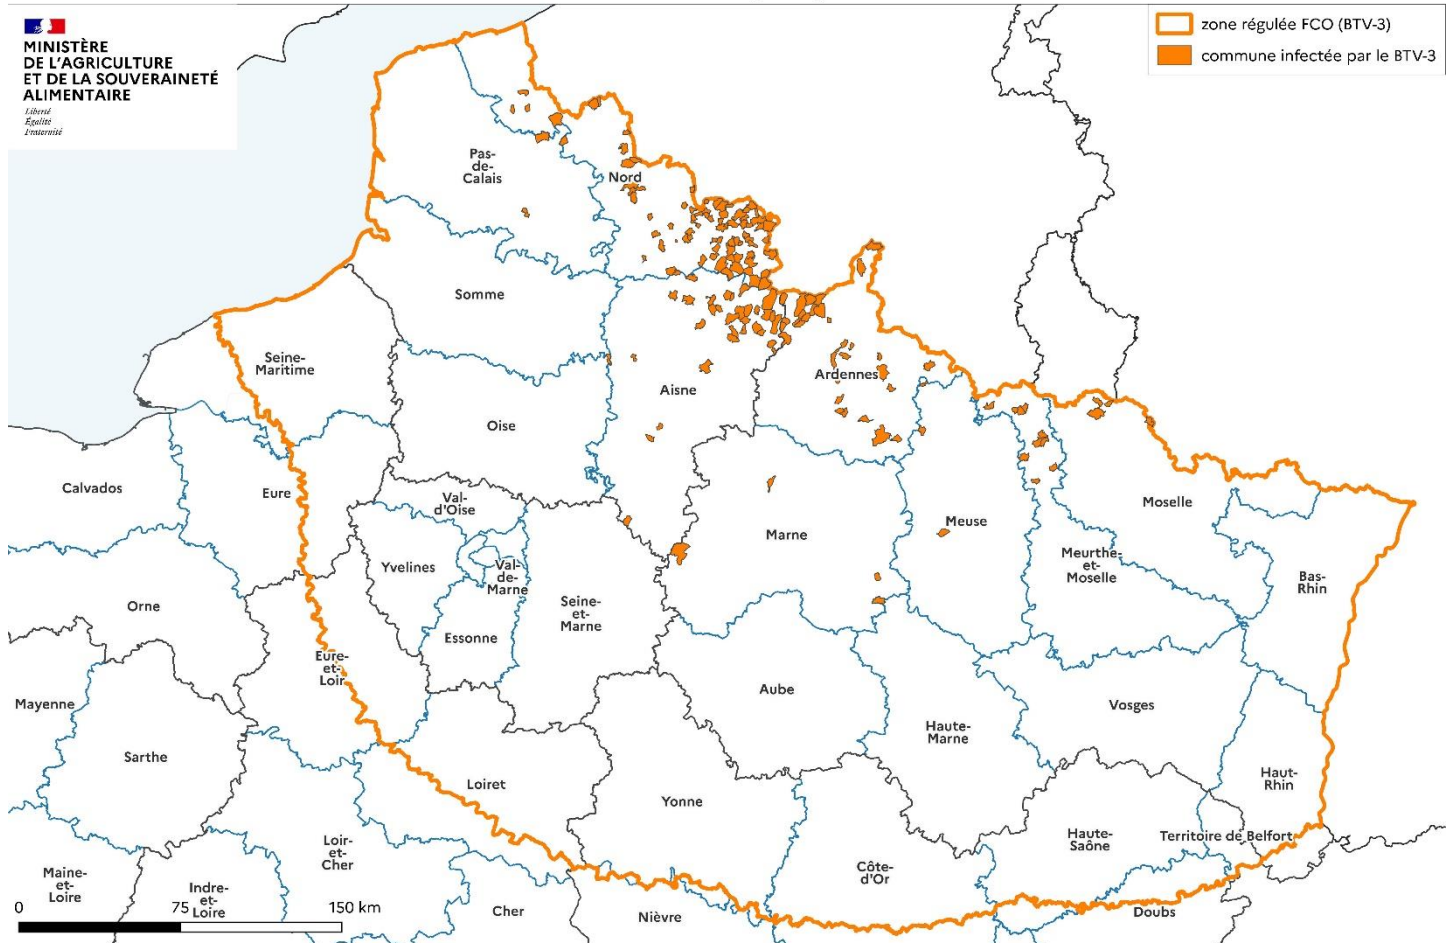 MINISTÈRE
DE L'AGRICULTURE
ET DE LA SOUVERAINETÉ
ALIMENTAIRE
Liberté
Égalité
Fraternité
zone régulée FCO (BTV-3)
commune infectée par le BTV-3
Pas-
de-
Calais
Nord
Somme
Seine-
Maritime
Aisne
Ardennes
Oise
Calvados
Eure
Val-
d'Oise
Moselle
Marne
Meuse
Yvelines
Val-
de-
Marne
Meurthe-
et-
Moselle
Bas-
Rhin
Orne
Seine-
et-
Marne
Essonne
Eure-
et-
Loir
Aube
Mayenne
Vosges
Haute-
Marne
Sarthe
Loiret
Haut-
Rhin
Yonne
Territoire de Belfort
Haute-
Saône
Loir-
et-
Cher
Côte-
d'Or
Maine-
et-
Loire
Indre-
et-
Loire
Cher
Nièvre
Doubs
0 75 150 km